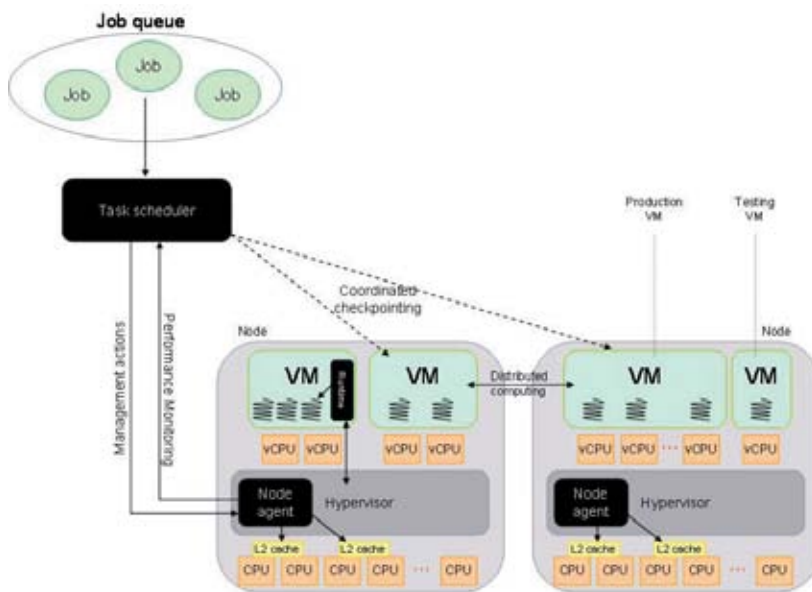 Job queue
Job
Job
Job
Task scheduler
Production
VM
Testing
VM
Coordinated
checkpointing
Management actions
Performance Monitoring
Node
Node
VM
Runtime
VM
Distributed
computing
VM
VM
vCPU
vCPU
vCPU
vCPU
vCPU
vCPU
...
vCPU
vCPU
Node
agent
Hypervisor
Node
agent
Hypervisor
L2 cache
L2 cache
L2 cache
L2 cache
CPU
CPU
CPU
CPU
...
CPU
CPU
CPU
CPU
CPU
...
CPU